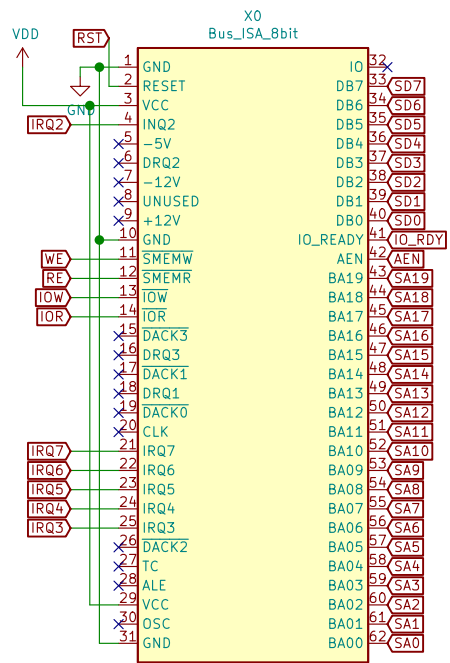 X0
Bus_ISA_8bit
VDD
RST
GND
1 GND IO 32
2 RESET DB7 33 SD7
3 VCC DB6 34 SD6
IRQ2 4 INQ2 DB5 35 SD5
5 -5V DB4 36 SD4
6 DRQ2 DB3 37 SD3
7 -12V DB2 38 SD2
8 UNUSED DB1 39 SD1
9 +12V DB0 40 SD0
10 GND IO_READY 41 IO_RDY
WE 11 SMEMW AEN 42 AEN
RE 12 SMEMR BA19 43 SA19
IOW 13 IOW BA18 44 SA18
IOR 14 IOR BA17 45 SA17
15 DACK3 BA16 46 SA16
16 DRQ3 BA15 47 SA15
17 DACK1 BA14 48 SA14
18 DRQ1 BA13 49 SA13
19 DACK0 BA12 50 SA12
20 CLK BA11 51 SA11
IRQ7 21 IRQ7 BA10 52 SA10
IRQ6 22 IRQ6 BA09 53 SA9
IRQ5 23 IRQ5 BA08 54 SA8
IRQ4 24 IRQ4 BA07 55 SA7
IRQ3 25 IRQ3 BA06 56 SA6
26 DACK2 BA05 57 SA5
27 TC BA04 58 SA4
28 ALE BA03 59 SA3
29 VCC BA02 60 SA2
30 OSC BA01 61 SA1
31 GND BA00 62 SA0